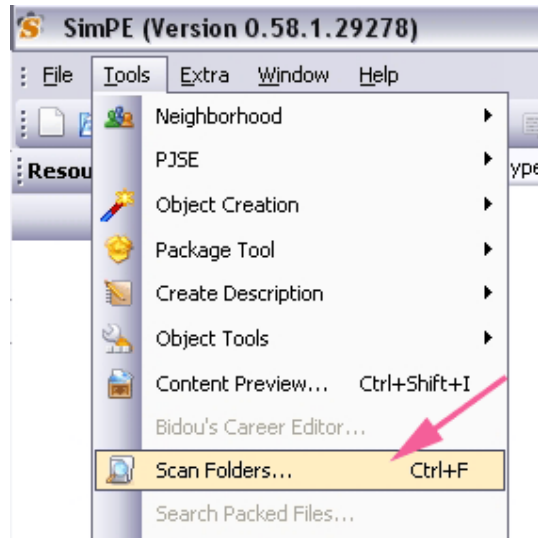 SimPE (Version 0.58.1.29278)
File Tools Extra Window Help
Neighborhood
Resou
PJSE
ype
Object Creation
Package Tool
Create Description
Object Tools
Content Preview... Ctrl+Shift+I
Bidou's Career Editor...
Scan Folders... Ctrl+F
Search Packed Files...